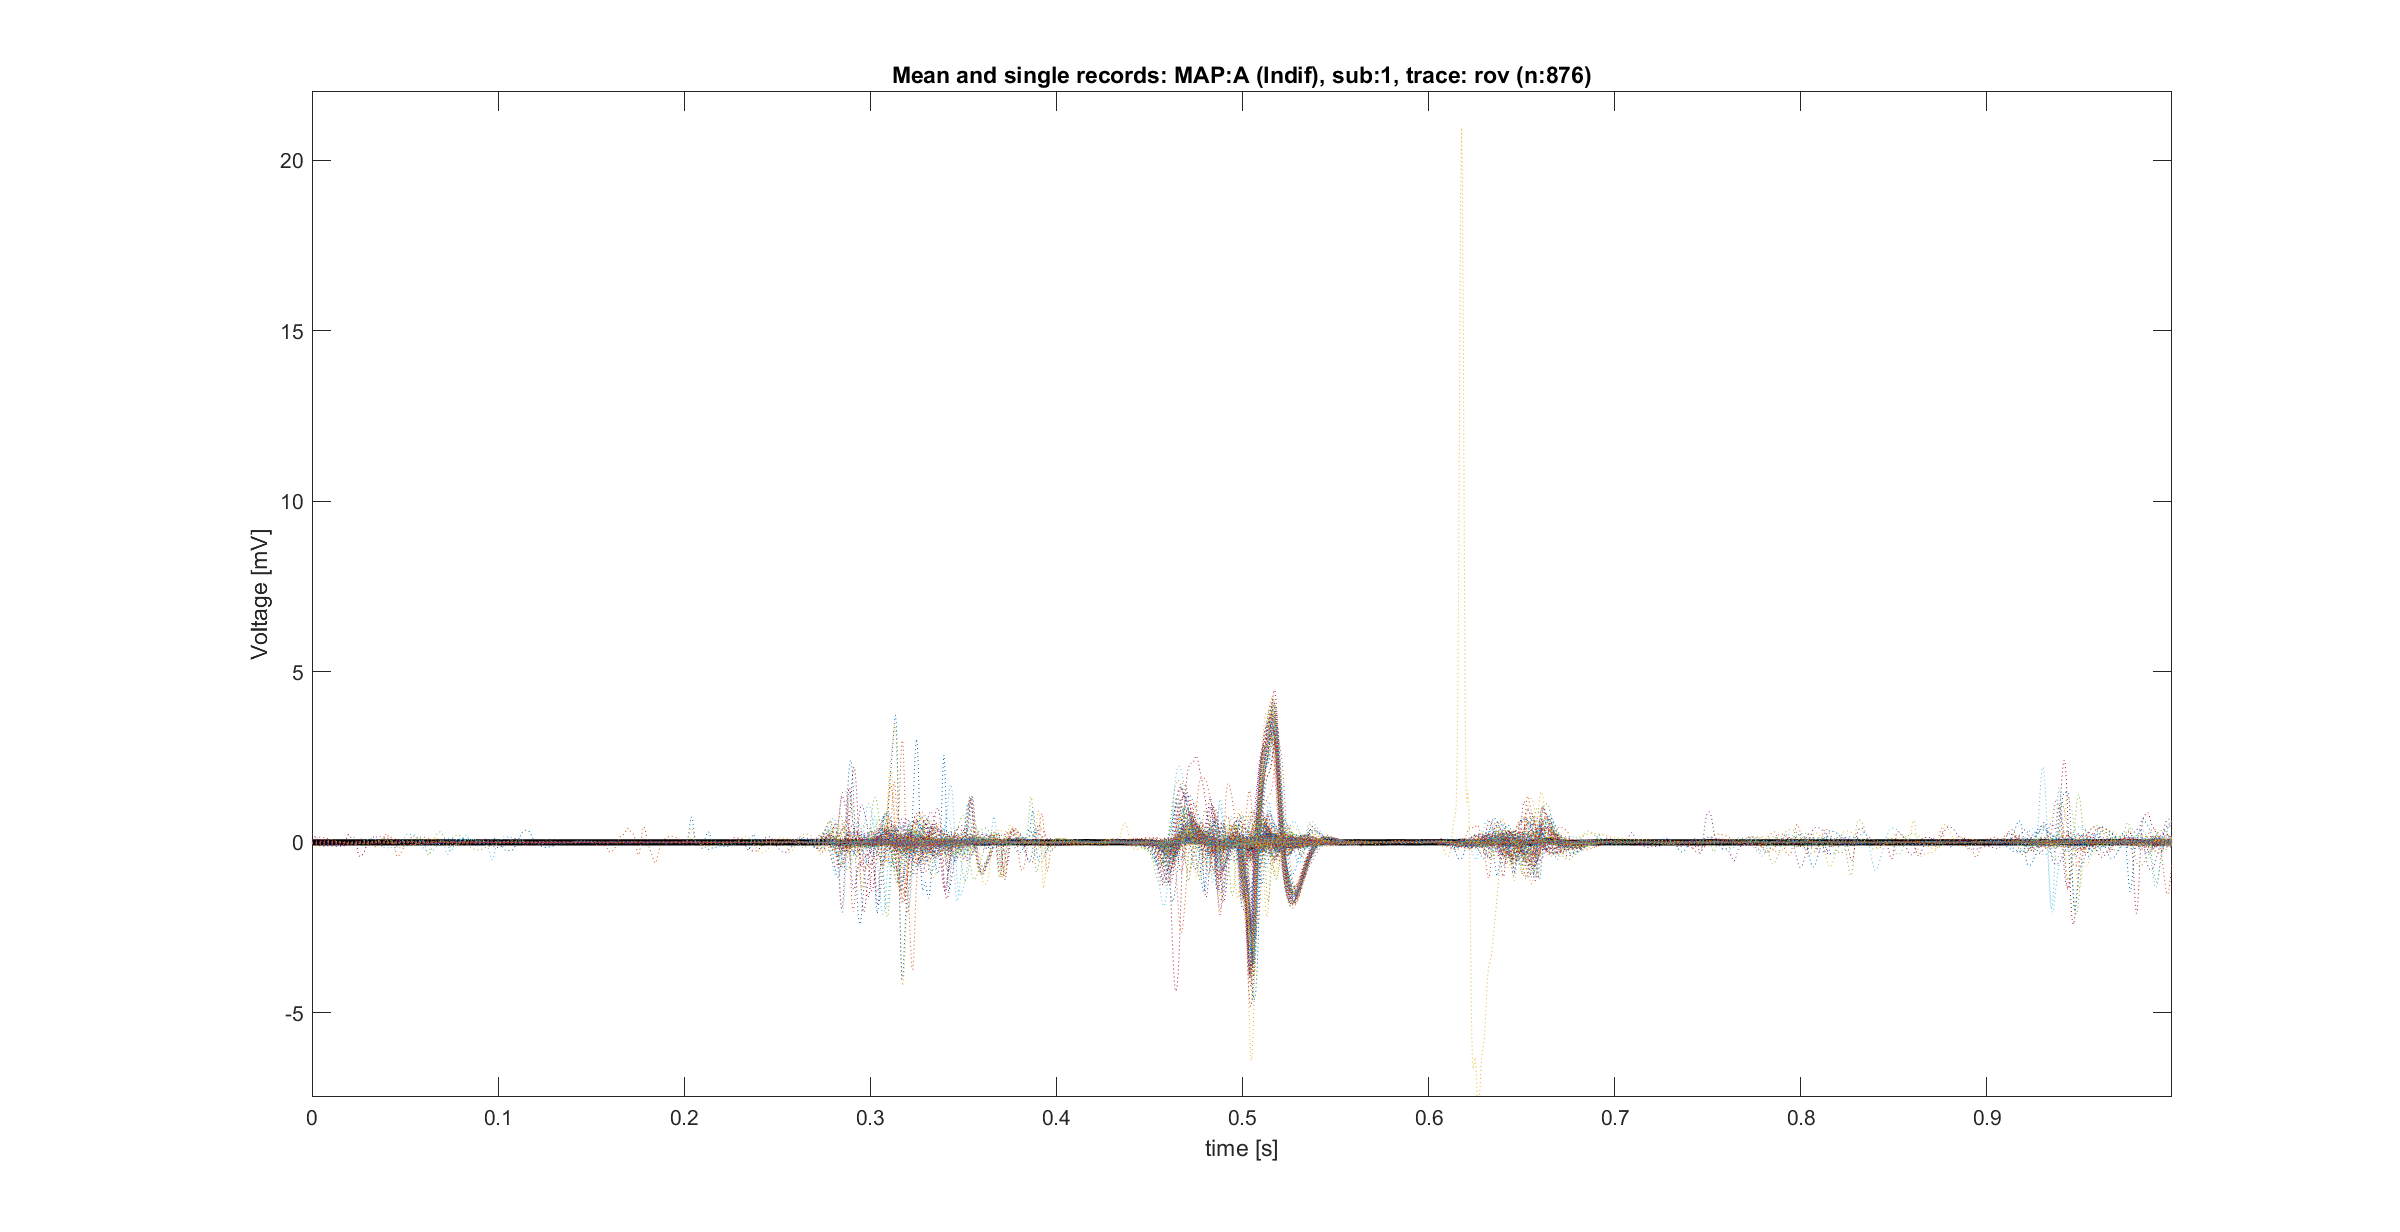 Mean and single records: MAP:A (Indif), sub:1, trace: rov (n:876)
20
15
10
5
0
-5
Voltage [mV]
0 0.1 0.2 0.3 0.4 0.5 0.6 0.7 0.8 0.9
time [s]